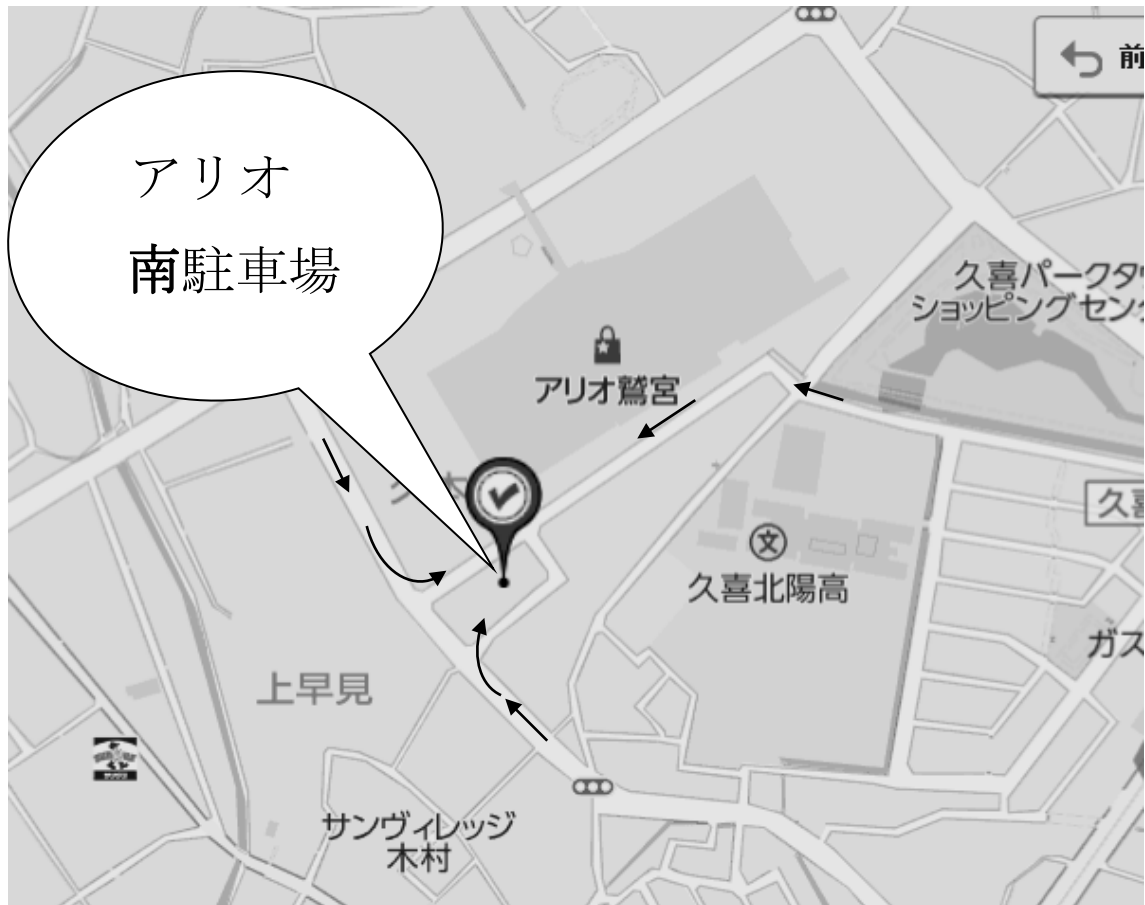 前
アリオ
南駐車場
久喜パークタウ
ショッピングセン
アリオ鷲宮
久喜
久喜北陽高
ガス
上早見
サンヴィレッジ
木村